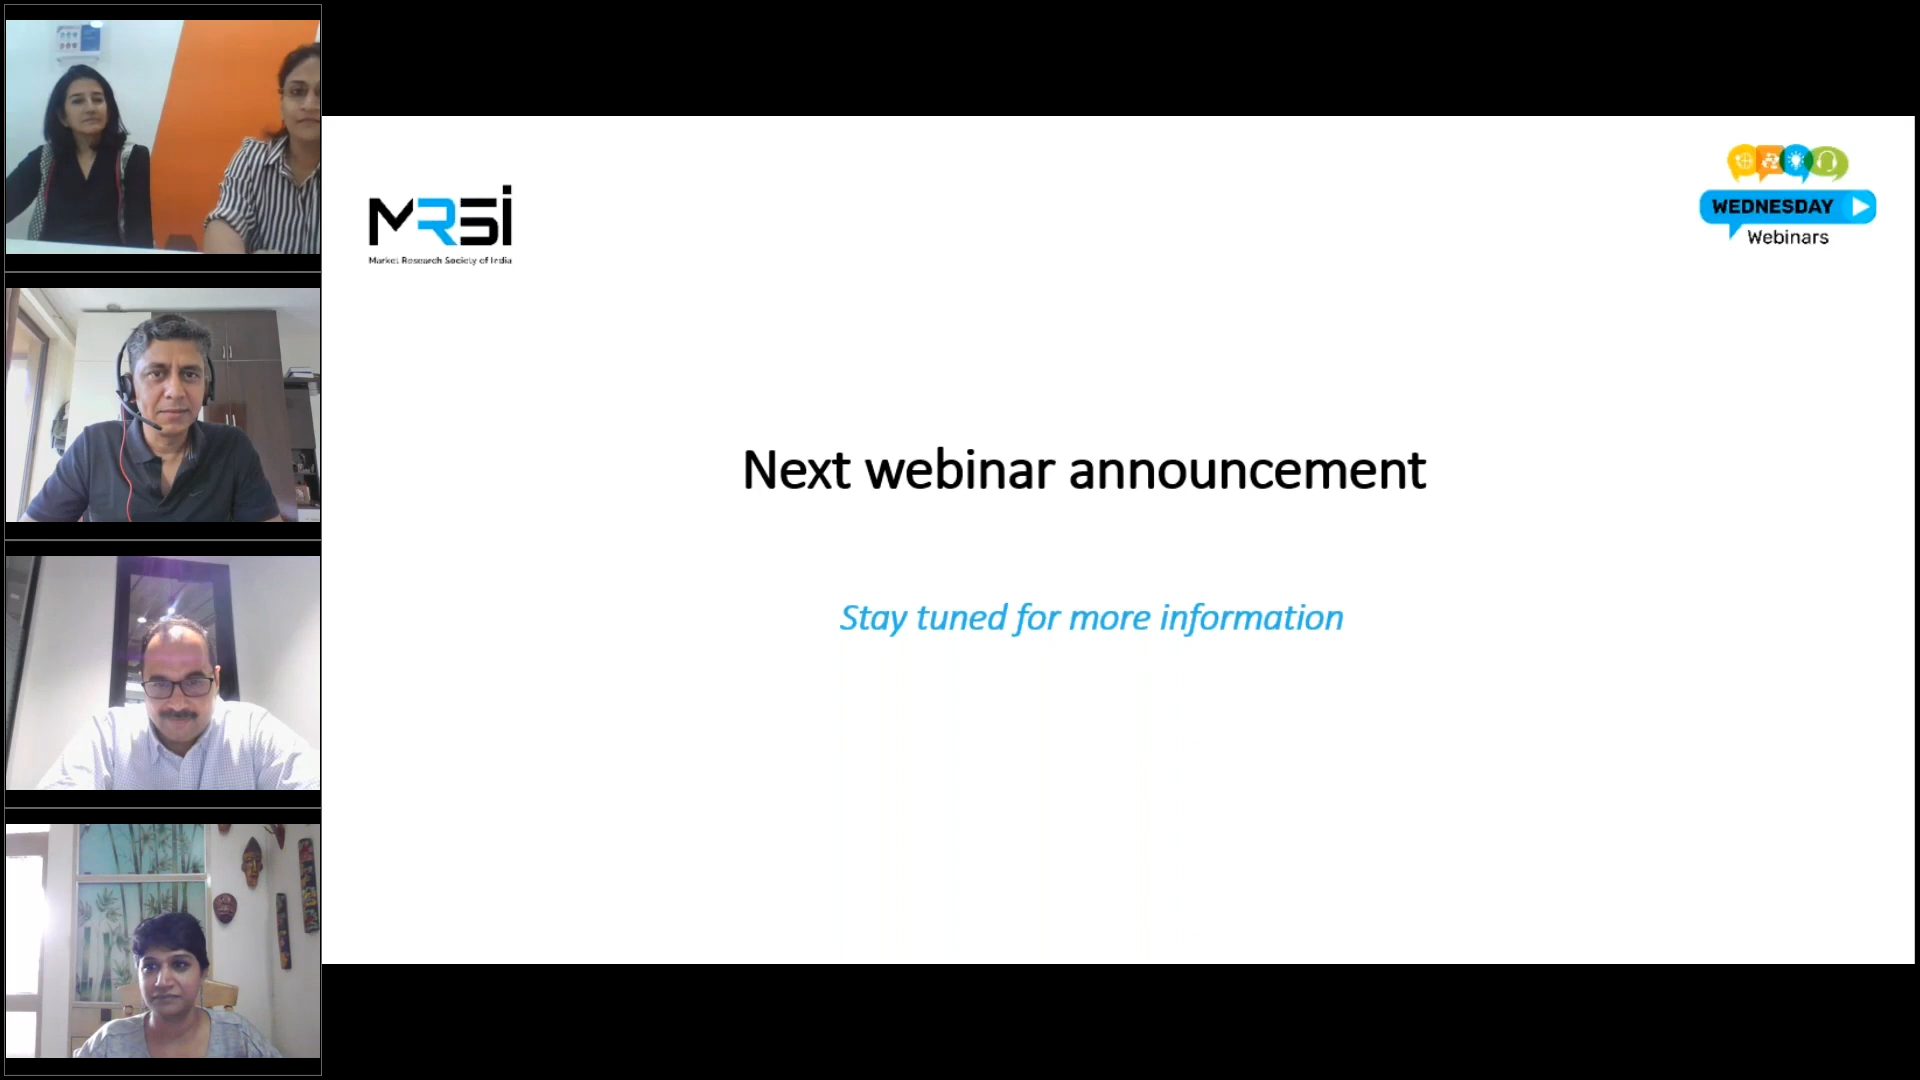 MRSI
Market Research Society of India
WEDNESDAY
Webinars
Next webinar announcement
Stay tuned for more information